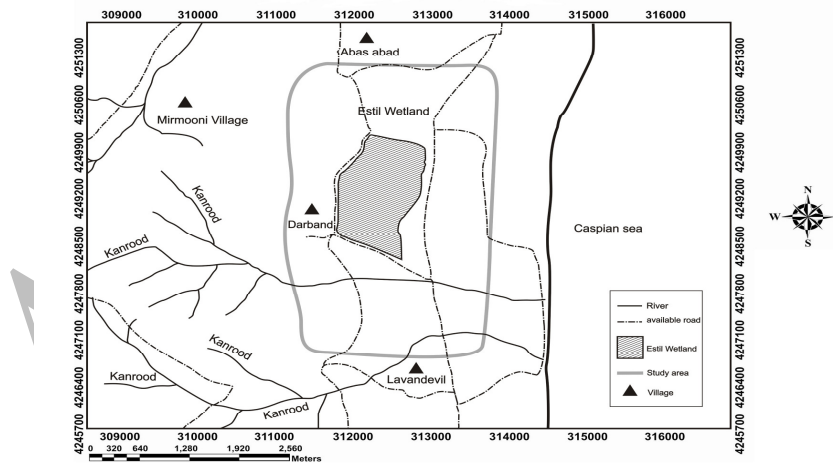 309000 310000 311000 312000 313000 314000 315000 316000
4251300
4250600
4249900
4249200
4248500
4247800
4247100
4246400
4245700
4251300
4250600
4249900
4249200
4248500
4247800
4247100
4246400
4245700
Abas abad
Mirmooni Village
Estil Wetland
Kanrood
Darband
Kanrood
Caspian sea
N
W
E
S
River
available road
Estil Wetland
Study area
Village
Kanrood
Kanrood
Lavandevil
Kanrood
309000 310000 311000 312000 313000 314000 315000 316000
0 320 640 1,280 1,920 2,560
Meters